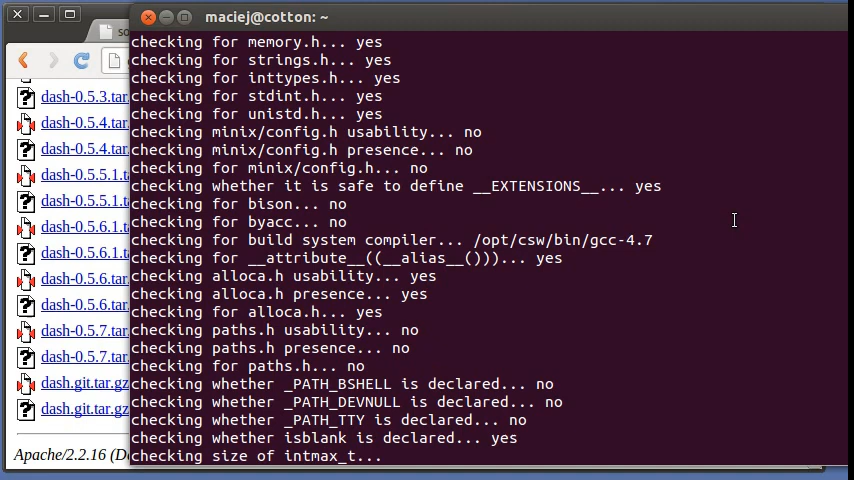 maciej@cotton: ~
checking for memory.h... yes
checking for strings.h... yes
checking for inttypes.h... yes
checking for stdint.h... yes
checking for unistd.h... yes
checking minix/config.h usability... no
checking minix/config.h presence... no
checking for minix/config.h... no
checking whether it is safe to define __EXTENSIONS__... yes
checking for bison... no
checking for byacc... no
checking for build system compiler... /opt/csw/bin/gcc-4.7
checking for __attribute__((__alias__()))... yes
checking alloca.h usability... yes
checking alloca.h presence... yes
checking for alloca.h... yes
checking paths.h usability... no
checking paths.h presence... no
checking for paths.h... no
checking whether _PATH_BSHELL is declared... no
checking whether _PATH_DEVNULL is declared... no
checking whether _PATH_TTY is declared... no
checking whether isblank is declared... yes
checking size of intmax_t...
so
dash-0.5.3.tar.
dash-0.5.4.tar.
dash-0.5.4.tar.
dash-0.5.5.1.tar
dash-0.5.5.1.tar
dash-0.5.6.1.tar
dash-0.5.6.1.tar
dash-0.5.6.tar.
dash-0.5.6.tar.
dash-0.5.7.tar.
dash-0.5.7.tar.
dash.git.tar.gz
dash.git.tar.gz
Apache/2.2.16 (De